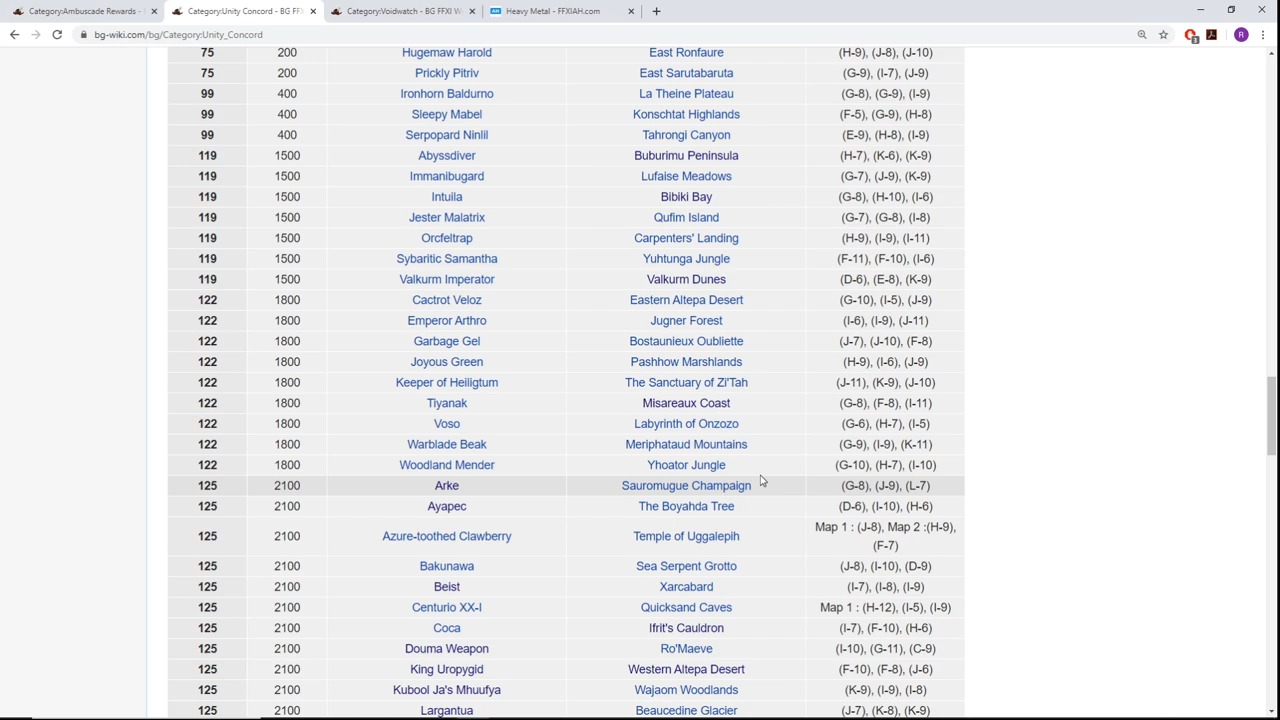 Category:Ambuscade Rewards -
Category:Unity Concord - BG FFX
Category:Voidwatch - BG FFXI W
AH Heavy Metal - FFXIAH.com
bg-wiki.com/bg/Category:Unity_Concord
R
75 200 Hugemaw Harold East Ronfaure (H-9), (J-8), (J-10)
75 200 Prickly Pitriv East Sarutabaruta (G-9), (I-7), (J-9)
99 400 Ironhorn Baldurno La Theine Plateau (G-8), (G-9), (I-9)
99 400 Sleepy Mabel Konschtat Highlands (F-5), (G-9), (H-8)
99 400 Serpopard Ninlil Tahrongi Canyon (E-9), (H-8), (I-9)
119 1500 Abyssdiver Buburimu Peninsula (H-7), (K-6), (K-9)
119 1500 Immanibugard Lufaise Meadows (G-7), (J-9), (K-9)
119 1500 Intuila Bibiki Bay (G-8), (H-10), (I-6)
119 1500 Jester Malatrix Qufim Island (G-7), (G-8), (I-8)
119 1500 Orcfeltrap Carpenters' Landing (H-9), (I-9), (I-11)
119 1500 Sybaritic Samantha Yuhtunga Jungle (F-11), (F-10), (I-6)
119 1500 Valkurm Imperator Valkurm Dunes (D-6), (E-8), (K-9)
122 1800 Cactrot Veloz Eastern Altepa Desert (G-10), (I-5), (J-9)
122 1800 Emperor Arthro Jugner Forest (I-6), (I-9), (J-11)
122 1800 Garbage Gel Bostaunieux Oubliette (J-7), (J-10), (F-8)
122 1800 Joyous Green Pashhow Marshlands (H-9), (I-6), (J-9)
122 1800 Keeper of Heiligtum The Sanctuary of Zi'Tah (J-11), (K-9), (J-10)
122 1800 Tiyanak Misareaux Coast (G-8), (F-8), (I-11)
122 1800 Voso Labyrinth of Onzozo (G-6), (H-7), (I-5)
122 1800 Warblade Beak Meriphataud Mountains (G-9), (I-9), (K-11)
122 1800 Woodland Mender Yhoator Jungle (G-10), (H-7), (I-10)
125 2100 Arke Sauromugue Champaign (G-8), (J-9), (L-7)
125 2100 Ayapec The Boyahda Tree (D-6), (I-10), (H-6)
125 2100 Azure-toothed Clawberry Temple of Uggalepih Map 1 : (J-8), Map 2 :(H-9),
(F-7)
125 2100 Bakunawa Sea Serpent Grotto (J-8), (I-10), (D-9)
125 2100 Beist Xarcabard (I-7), (I-8), (I-9)
125 2100 Centurio XX-I Quicksand Caves Map 1 : (H-12), (I-5), (I-9)
125 2100 Coca Ifrit's Cauldron (I-7), (F-10), (H-6)
125 2100 Douma Weapon Ro'Maeve (I-10), (G-11), (C-9)
125 2100 King Uropygid Western Altepa Desert (F-10), (F-8), (J-6)
125 2100 Kubool Ja's Mhuufya Wajaom Woodlands (K-9), (I-9), (I-8)
125 2100 Largantua Beaucedine Glacier (J-7), (K-8), (K-9)